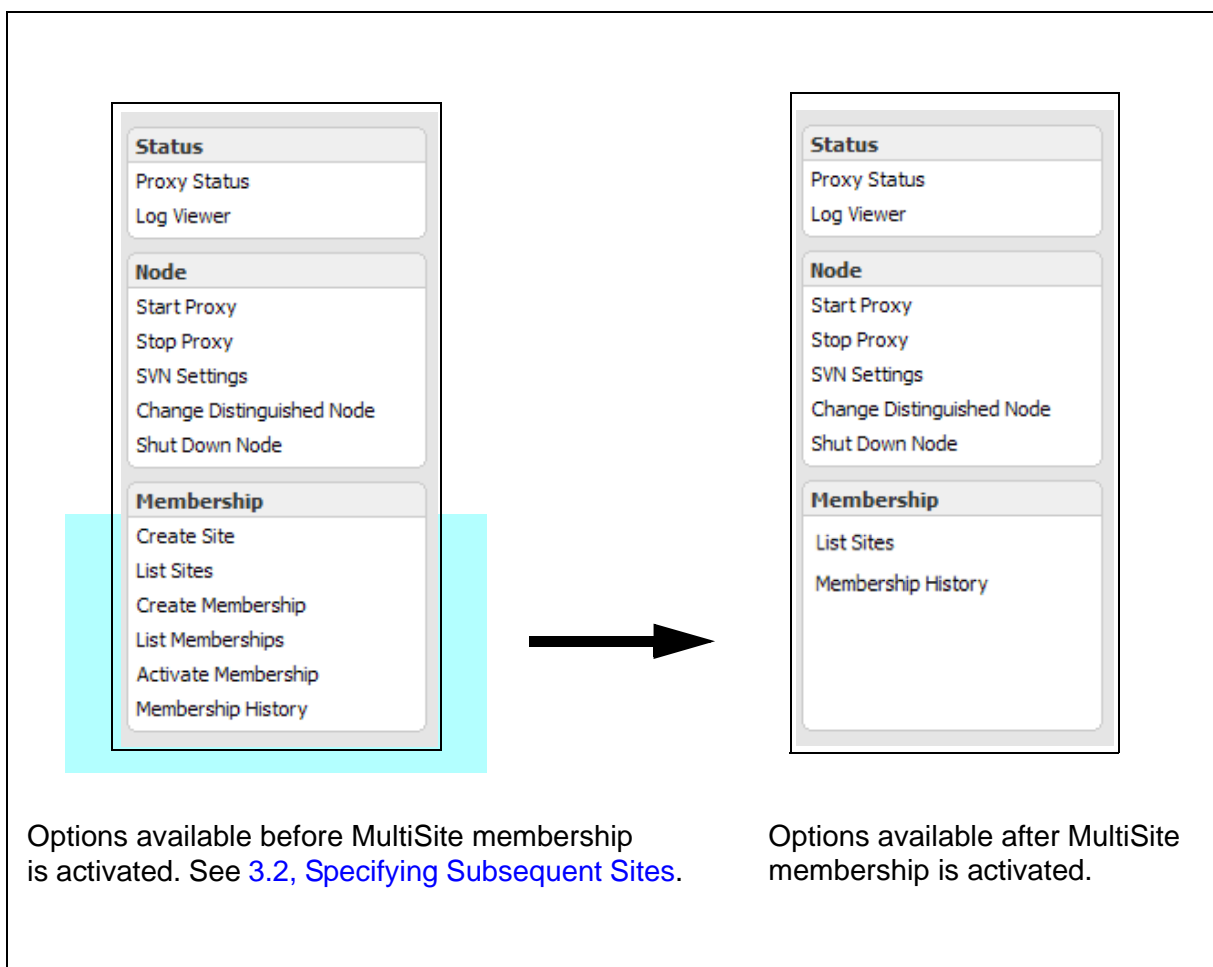 Status
Proxy Status
Log Viewer
Node
Start Proxy
Stop Proxy
SVN Settings
Change Distinguished Node
Shut Down Node
Membership
Create Site
List Sites
Create Membership
List Memberships
Activate Membership
Membership History
Options available before MultiSite membership
is activated. See 3.2, Specifying Subsequent Sites.
Status
Proxy Status
Log Viewer
Node
Start Proxy
Stop Proxy
SVN Settings
Change Distinguished Node
Shut Down Node
Membership
List Sites
Membership History
Options available after MultiSite
membership is activated.